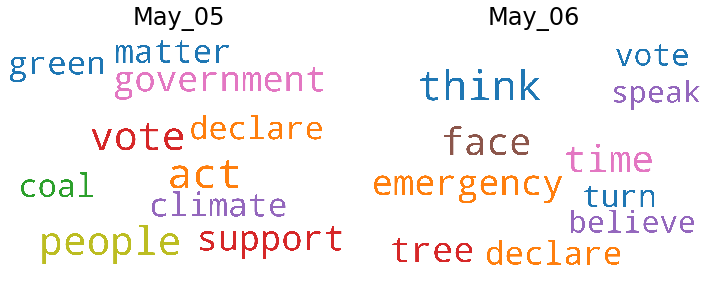 May_05
green
matter
government
vote
declare
act
coal
climate
people
support
May_06
vote
think
speak
face
time
emergency
turn
believe
tree
declare